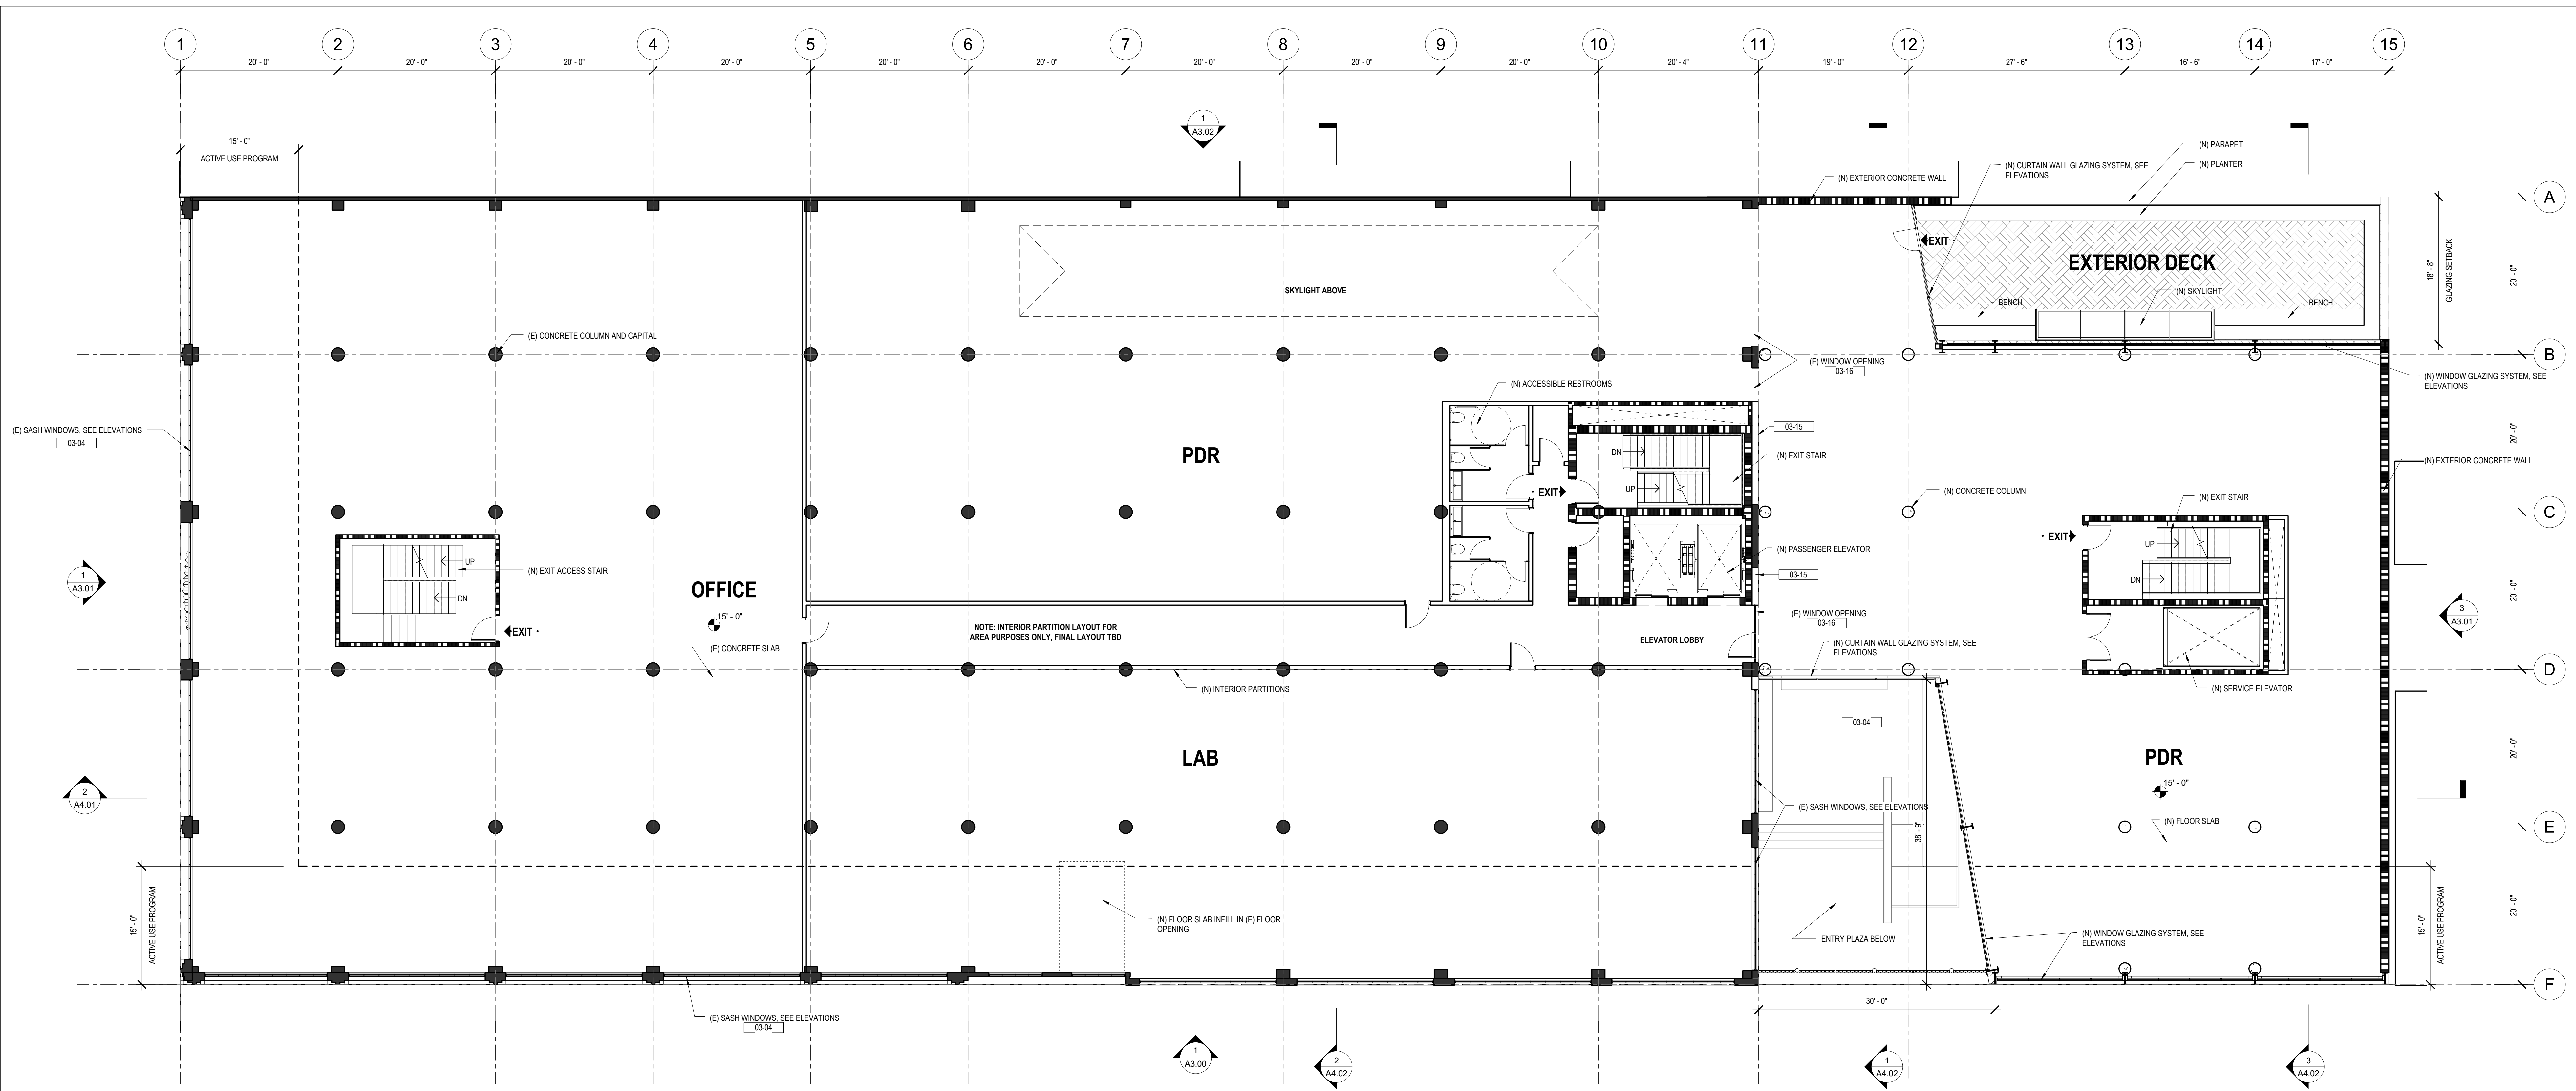 1 2 3 4 5 6 7 8 9 10 11 12 13 14 15
20' - 0" 20' - 0" 20' - 0" 20' - 0" 20' - 0" 20' - 0" 20' - 0" 20' - 0" 20' - 0" 20' - 4" 19' - 0" 27' - 6" 16' - 6" 17' - 0"
1
A3.02
15' - 0"
ACTIVE USE PROGRAM
(N) PARAPET
(N) PLANTER
(N) CURTAIN WALL GLAZING SYSTEM, SEE
ELEVATIONS
(N) EXTERIOR CONCRETE WALL
A
EXIT
EXTERIOR DECK
18' - 8"
GLAZING SETBACK
20' - 0"
SKYLIGHT ABOVE
(N) SKYLIGHT
BENCH
BENCH
(E) CONCRETE COLUMN AND CAPITAL
B
(E) WINDOW OPENING
03-16
(N) WINDOW GLAZING SYSTEM, SEE
ELEVATIONS
(N) ACCESSIBLE RESTROOMS
(E) SASH WINDOWS, SEE ELEVATIONS
03-04
03-15
20' - 0"
PDR
DN
(N) EXIT STAIR
(N) EXTERIOR CONCRETE WALL
UP
EXIT
(N) CONCRETE COLUMN
(N) EXIT STAIR
C
EXIT
UP
(N) PASSENGER ELEVATOR
UP
(N) EXIT ACCESS STAIR
1
A3.01
03-15
DN
20' - 0"
OFFICE
DN
15' - 0"
(E) WINDOW OPENING
03-16
3
A3.01
EXIT
NOTE: INTERIOR PARTITION LAYOUT FOR
AREA PURPOSES ONLY, FINAL LAYOUT TBD
ELEVATOR LOBBY
(E) CONCRETE SLAB
(N) CURTAIN WALL GLAZING SYSTEM, SEE
ELEVATIONS
D
(N) INTERIOR PARTITIONS
(N) SERVICE ELEVATOR
03-04
LAB
PDR
20' - 0"
15' - 0"
2
A4.01
(E) SASH WINDOWS, SEE ELEVATIONS
36' - 9"
(N) FLOOR SLAB
E
15' - 0"
ACTIVE USE PROGRAM
(N) FLOOR SLAB INFILL IN (E) FLOOR
OPENING
ENTRY PLAZA BELOW
(N) WINDOW GLAZING SYSTEM, SEE
ELEVATIONS
15' - 0"
ACTIVE USE PROGRAM
20' - 0"
F
30' - 0"
(E) SASH WINDOWS, SEE ELEVATIONS
03-04
1
A3.00
2
A4.02
1
A4.02
3
A4.02